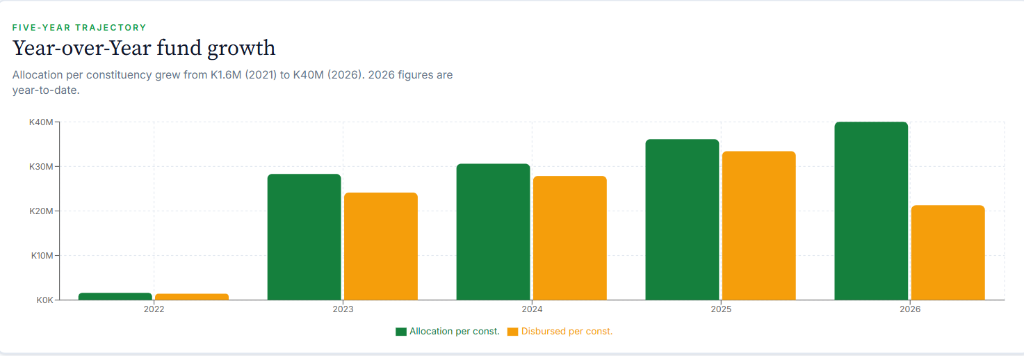 FIVE-YEAR TRAJECTORY
Year-over-Year fund growth
Allocation per constituency grew from K1.6M (2021) to K40M (2026). 2026 figures are
year-to-date.
K40M
K30M
K20M
K10M
K0K
2022 2023 2024 2025 2026
Allocation per const. Disbursed per const.